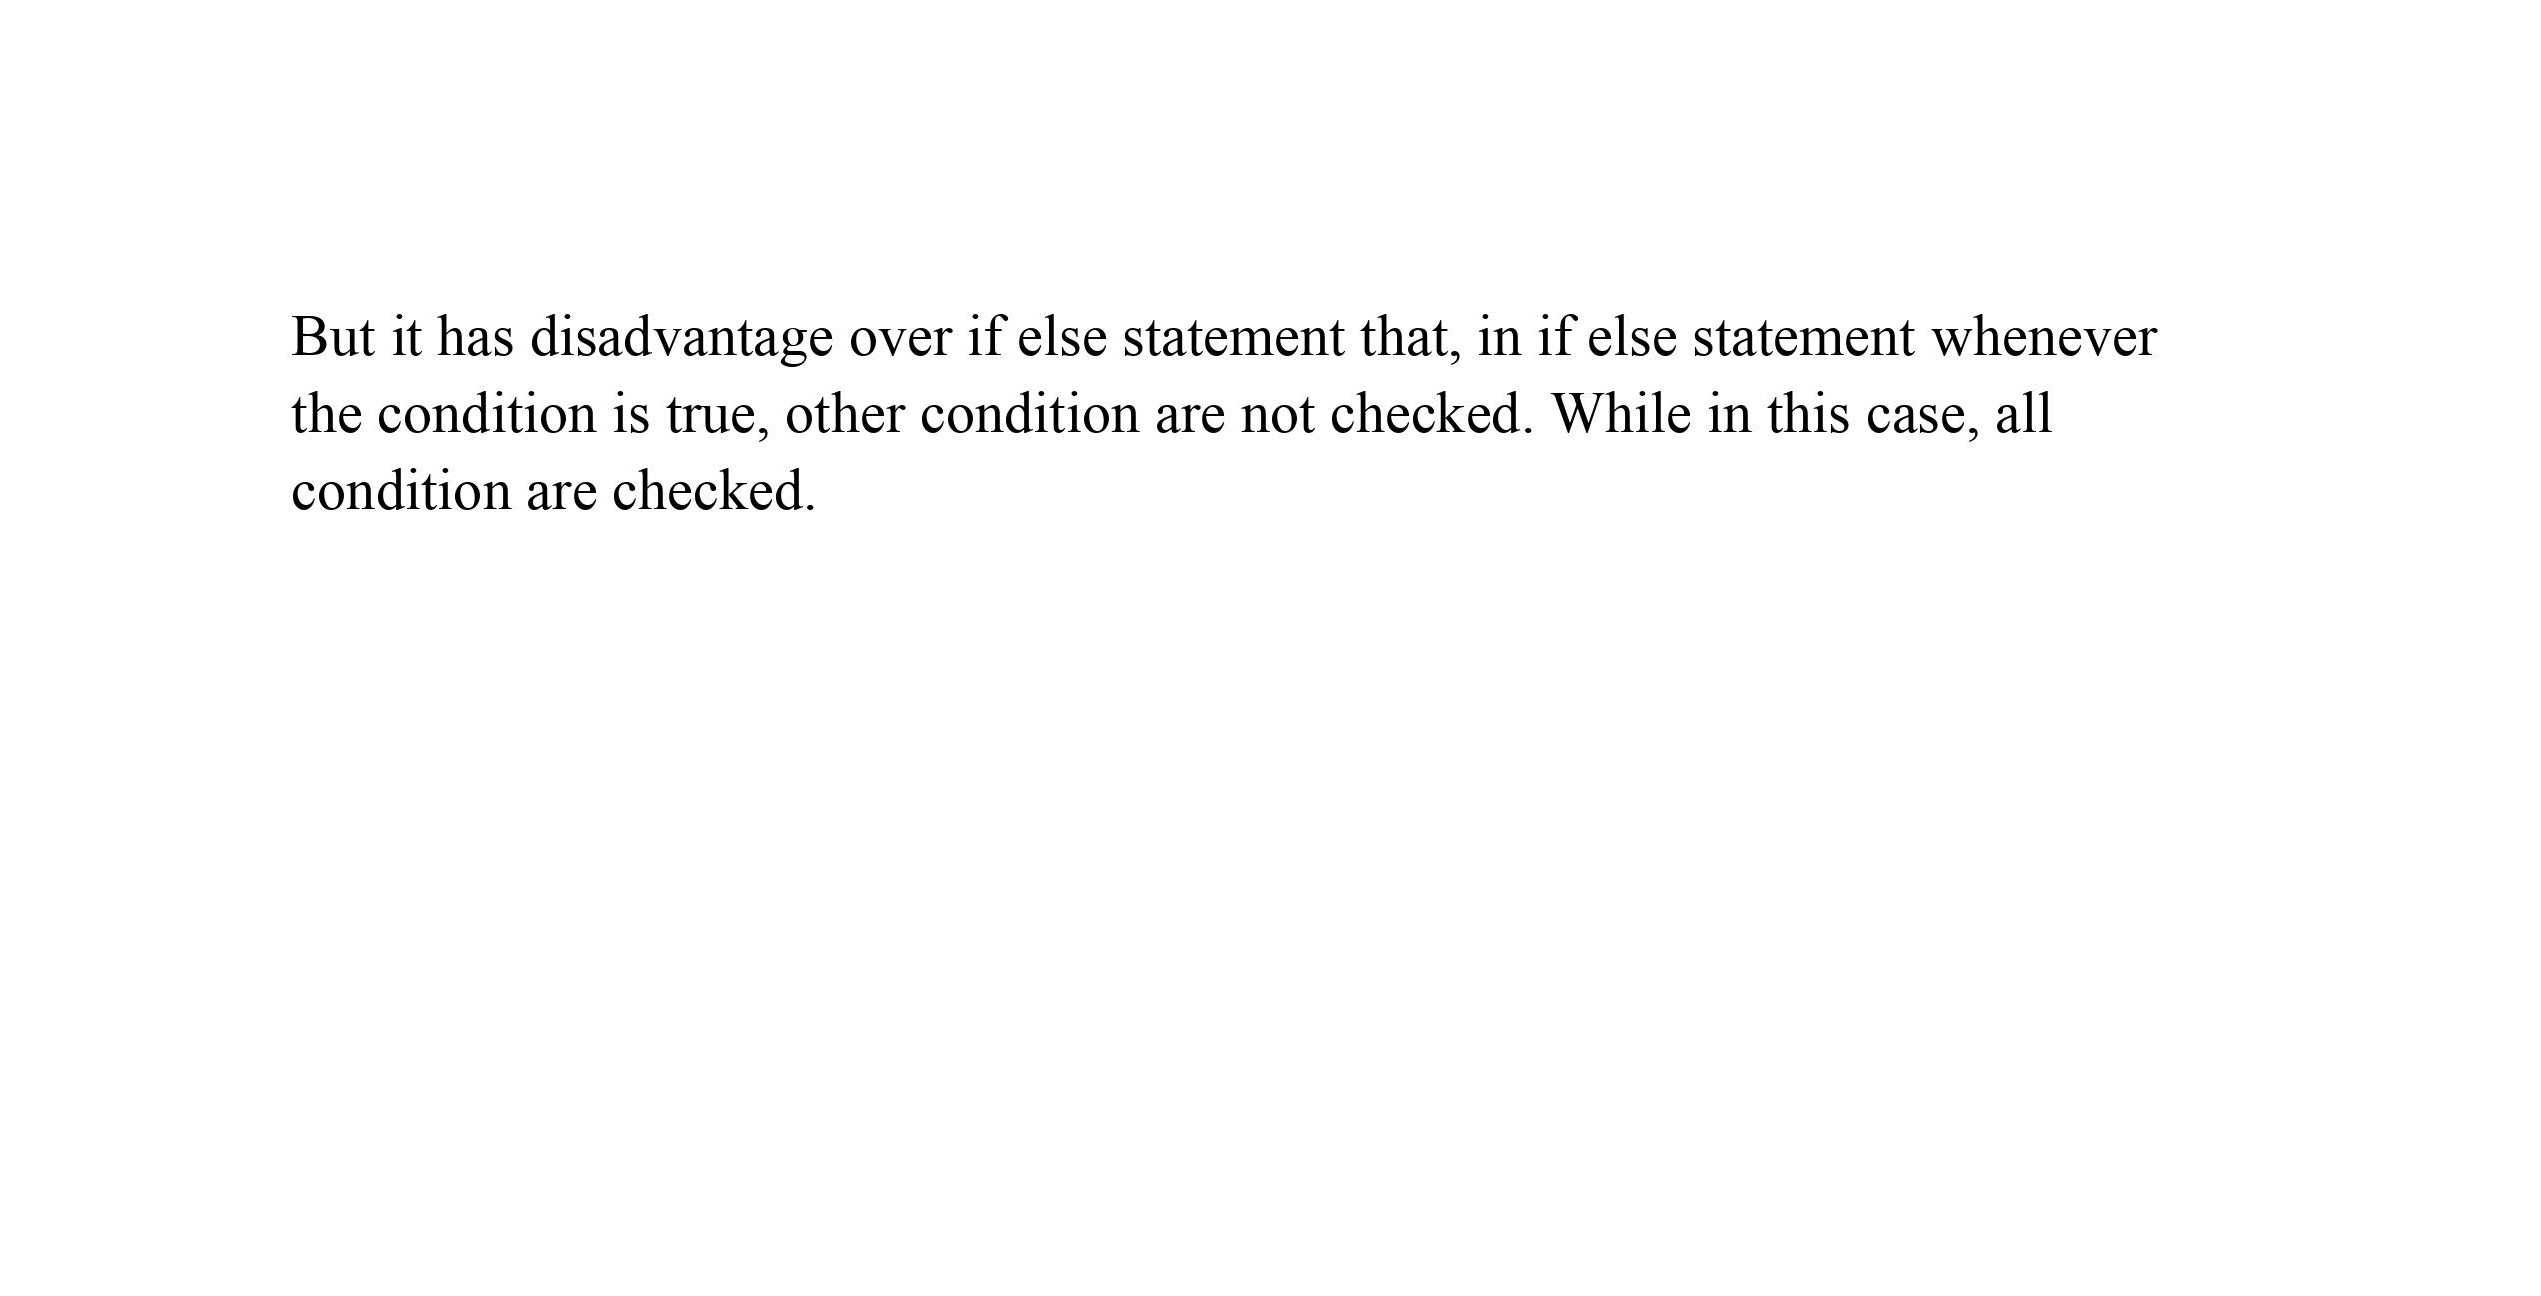 But it has disadvantage over if else statement that, in if else statement whenever
the condition is true, other condition are not checked. While in this case, all
condition are checked.